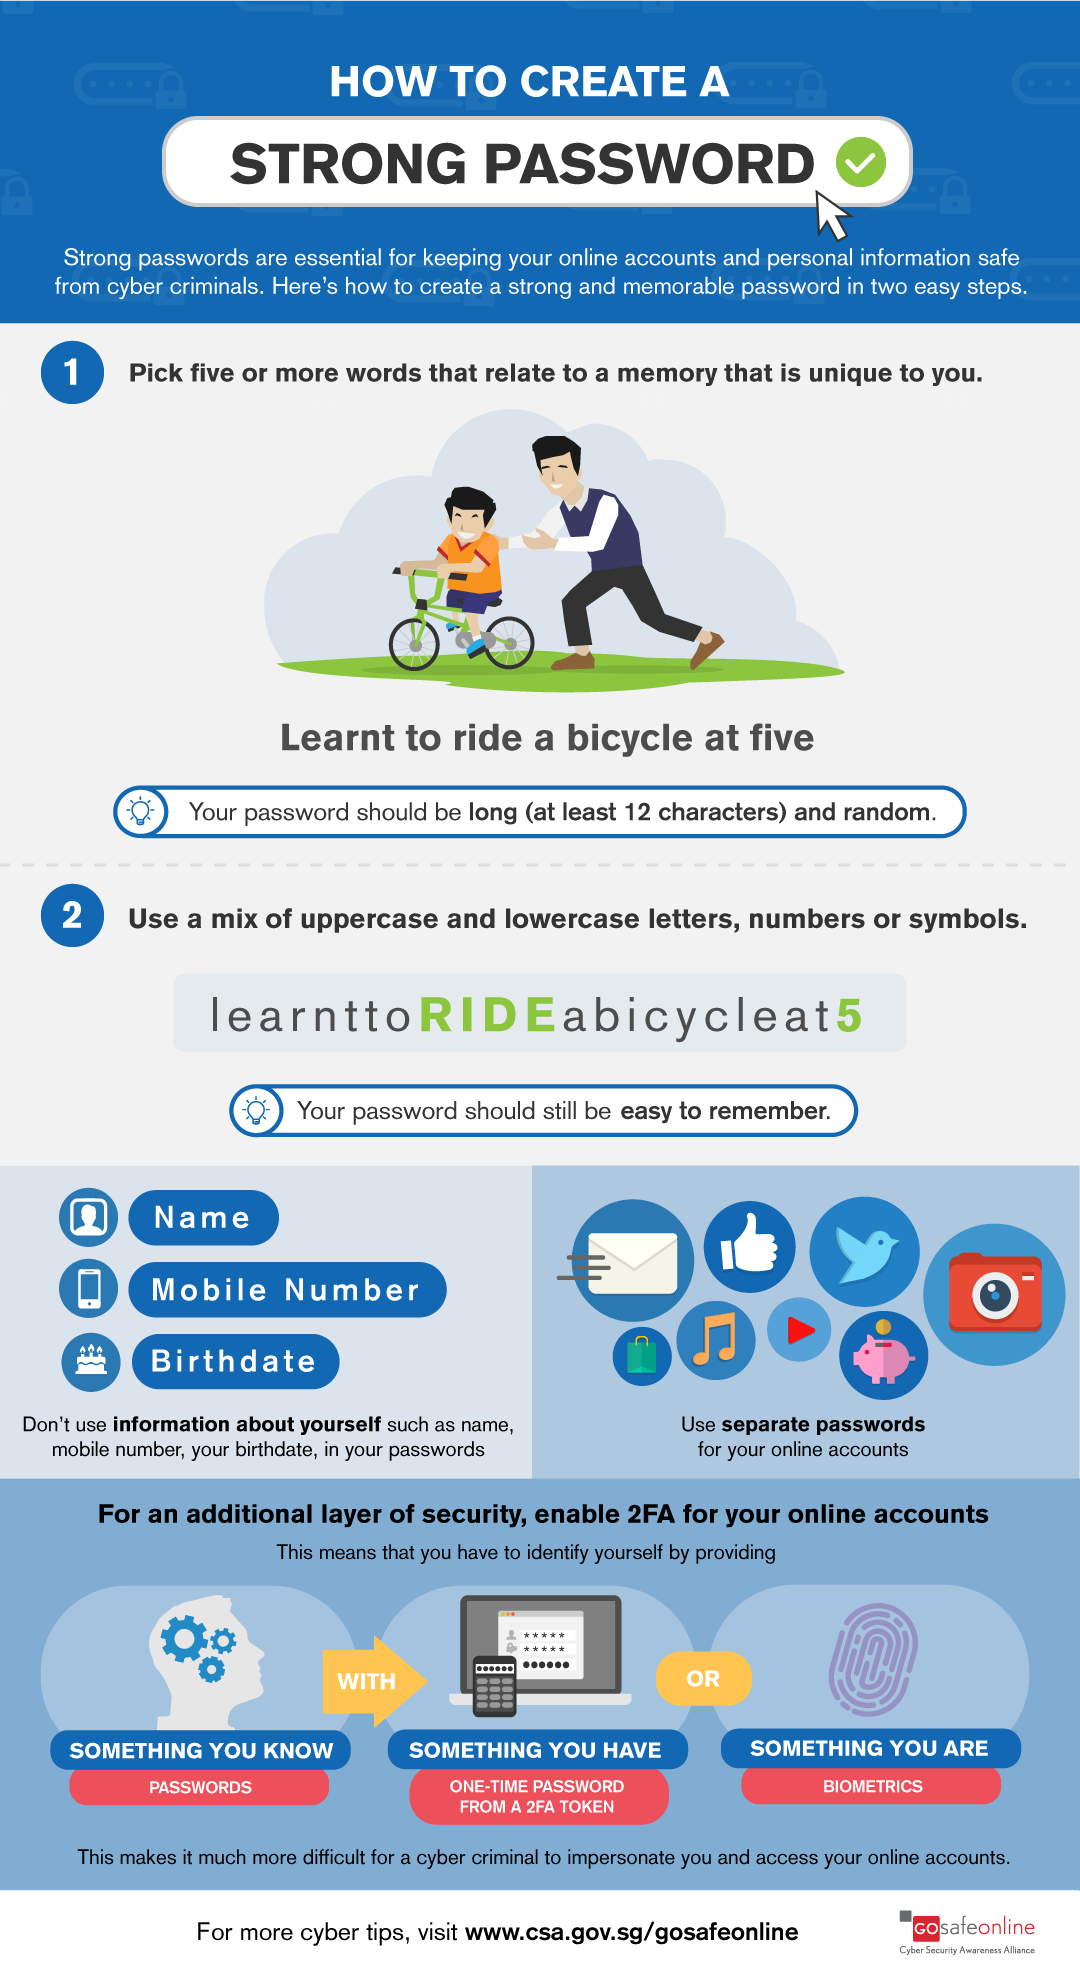 HOW TO CREATE A
STRONG PASSWORD
Strong passwords are essential for keeping your online accounts and personal information safe
from cyber criminals. Here's how to create a strong and memorable password in two easy steps.
1 Pick five or more words that relate to a memory that is unique to you.
Learnt to ride a bicycle at five
Your password should be long (at least 12 characters) and random.
2 Use a mix of uppercase and lowercase letters, numbers or symbols.
learnttoRIDEabicycleat5
Your password should still be easy to remember.
Name
Mobile Number
Birthdate
Don't use information about yourself such as name,
mobile number, your birthdate, in your passwords
Use separate passwords
for your online accounts
For an additional layer of security, enable 2FA for your online accounts
This means that you have to identify yourself by providing
WITH
OR
SOMETHING YOU KNOW
PASSWORDS
SOMETHING YOU HAVE
ONE-TIME PASSWORD
FROM A 2FA TOKEN
SOMETHING YOU ARE
BIOMETRICS
This makes it much more difficult for a cyber criminal to impersonate you and access your online accounts.
For more cyber tips, visit www.csa.gov.sg/gosafeonline
GOsafeonline
Cyber Security Awareness Alliance